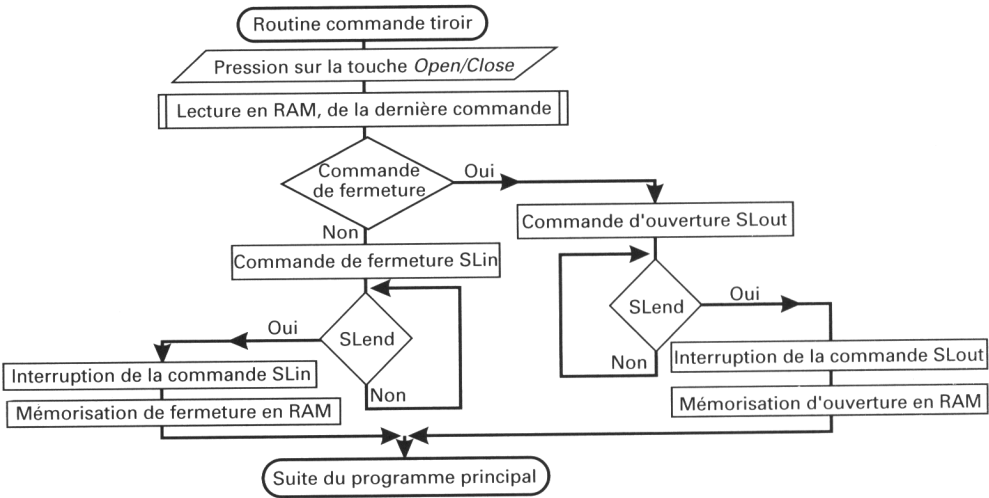 Routine commande tiroir
Pression sur la touche Open/Close
Lecture en RAM, de la dernière commande
Commande
de fermeture
Oui
Non
Commande d'ouverture SLout
Commande de fermeture SLin
SLend
Oui
Non
SLend
Oui
Non
Interruption de la commande SLin
Mémorisation de fermeture en RAM
Interruption de la commande SLout
Mémorisation d'ouverture en RAM
Suite du programme principal